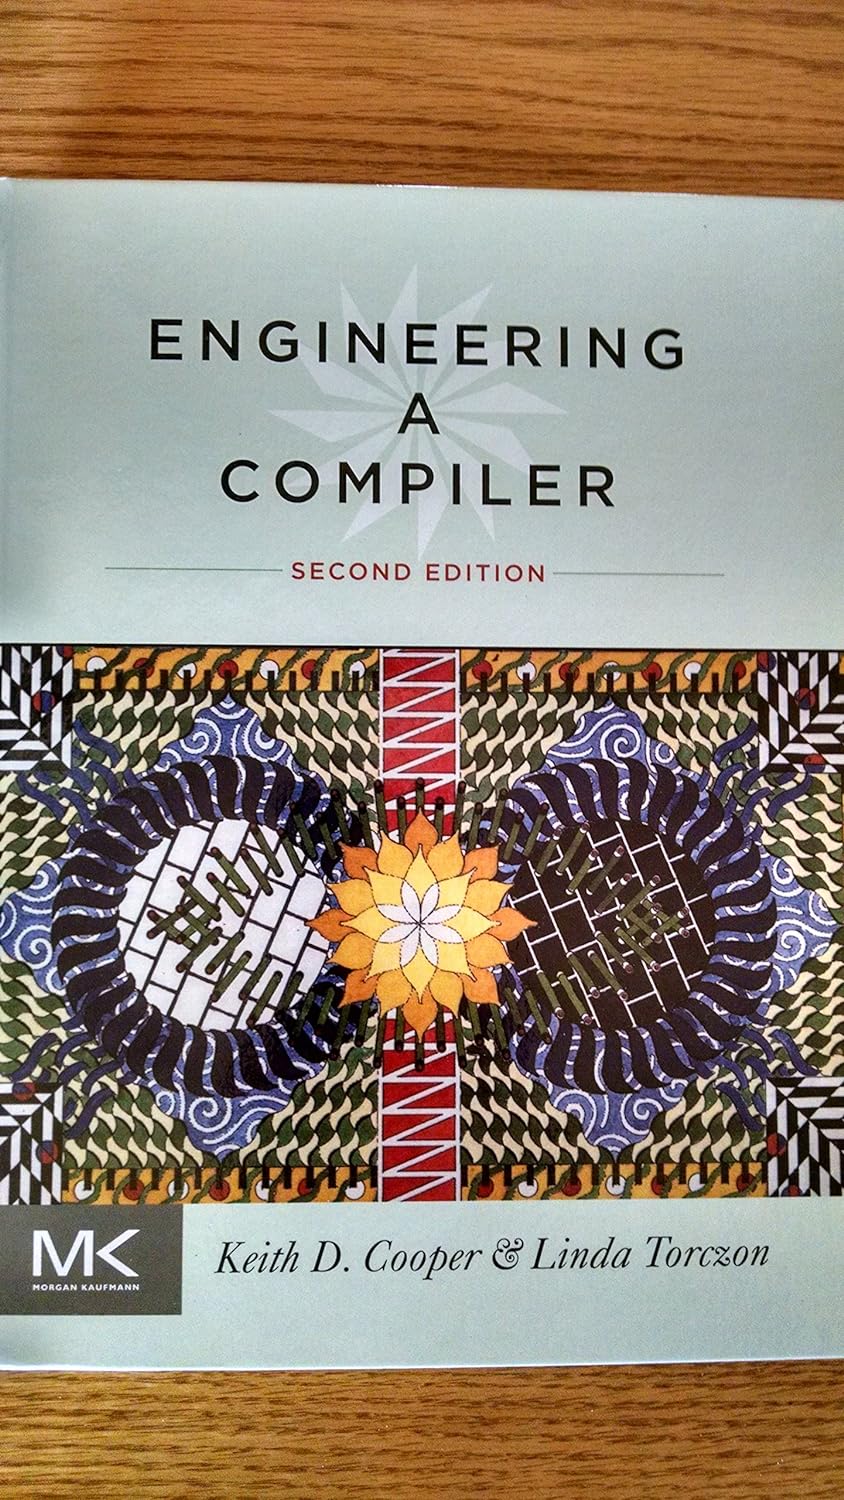 ENGINEERING
A
COMPILER
SECOND EDITION
MK
MORGAN KAUFMANN
Keith D. Cooper & Linda Torczon